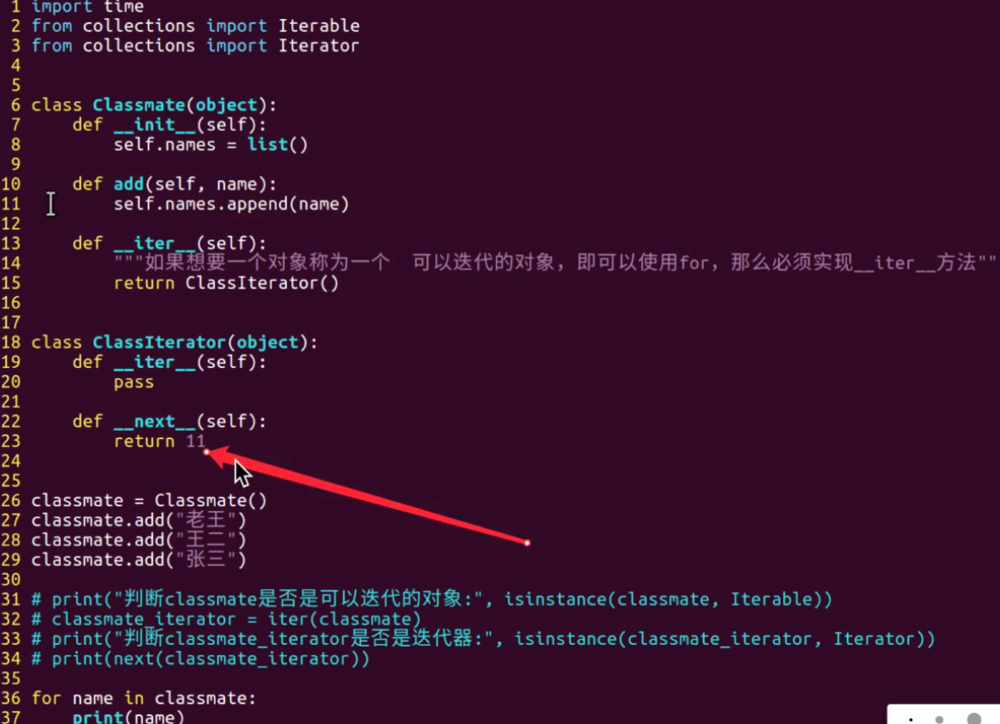 1 import time
2 from collections import Iterable
3 from collections import Iterator
4
5
6 class Classmate(object):
7     def __init__(self):
8         self.names = list()
9
10     def add(self, name):
11         self.names.append(name)
12
13     def __iter__(self):
14         """如果想要一个对象称为一个  可以迭代的对象，即可以使用for，那么必须实现__iter__方法""
15         return ClassIterator()
16
17
18 class ClassIterator(object):
19     def __iter__(self):
20         pass
21
22     def __next__(self):
23         return 11
24
25
26 classmate = Classmate()
27 classmate.add("老王")
28 classmate.add("王二")
29 classmate.add("张三")
30
31 # print("判断classmate是否是可以迭代的对象:", isinstance(classmate, Iterable))
32 # classmate_iterator = iter(classmate)
33 # print("判断classmate_iterator是否是迭代器:", isinstance(classmate_iterator, Iterator))
34 # print(next(classmate_iterator))
35
36 for name in classmate:
37     print(name)